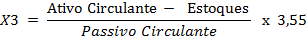 X3 = Ativo Circulante − Estoques x 3,55
Passivo Circulante